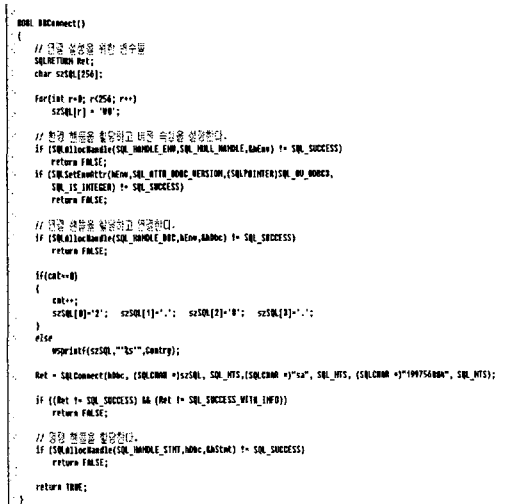 BOOL DBConnect()
{
// 연결 설정을 위한 변수들
SQLRETURN Ret;
char szSQL[256];
for(int r=0; r<256; r++)
szSQL[r] = '\0';
// 환경 핸들을 할당하고 버전 속성을 설정한다.
if (SQLAllocHandle(SQL_HANDLE_ENV,SQL_NULL_HANDLE,&hEnv) != SQL_SUCCESS)
return FALSE;
if (SQLSetEnvAttr(hEnv,SQL_ATTR_ODBC_VERSION,(SQLPOINTER)SQL_OV_ODBC3,
SQL_IS_INTEGER) != SQL_SUCCESS)
return FALSE;
// 연결 핸들을 할당하고 연결한다.
if (SQLAllocHandle(SQL_HANDLE_DBC,hEnv,&hDbc) != SQL_SUCCESS)
return FALSE;
if(cnt==0)
{
cnt++;
szSQL[0]='2'; szSQL[1]='.'; szSQL[2]='0'; szSQL[3]='.';
}
else
wsprintf(szSQL,"'%s'",Contry);
Ret = SQLConnect(hDbc, (SQLCHAR *)szSQL, SQL_NTS,(SQLCHAR *)"sa", SQL_NTS, (SQLCHAR *) SQL_NTS);
if ((Ret != SQL_SUCCESS) && (Ret != SQL_SUCCESS_WITH_INFO))
return FALSE;
// 명령 핸들을 할당한다.
if (SQLAllocHandle(SQL_HANDLE_STMT,hDbc,&hStmt) != SQL_SUCCESS)
return FALSE;
return TRUE;
}